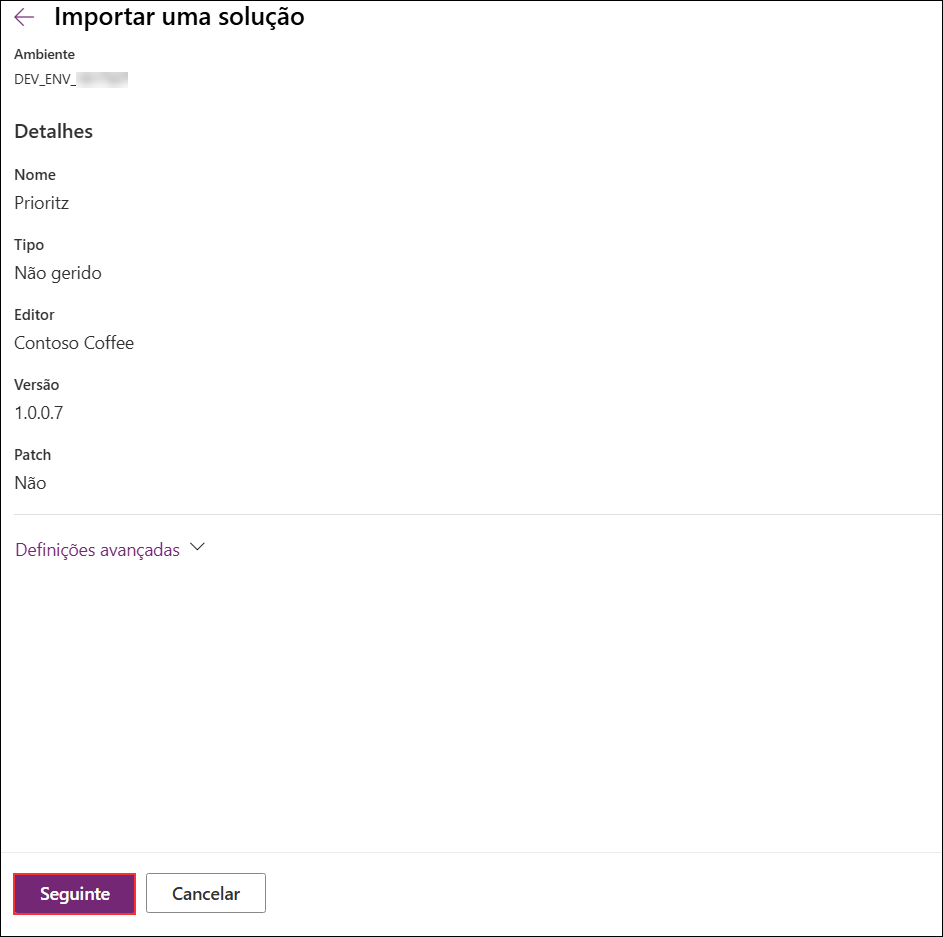 Importar uma solução
Ambiente
DEV_ENV_
Detalhes
Nome
Prioritz
Tipo
Não gerido
Editor
Contoso Coffee
Versão
1.0.0.7
Patch
Não
Definições avançadas
Seguinte
Cancelar